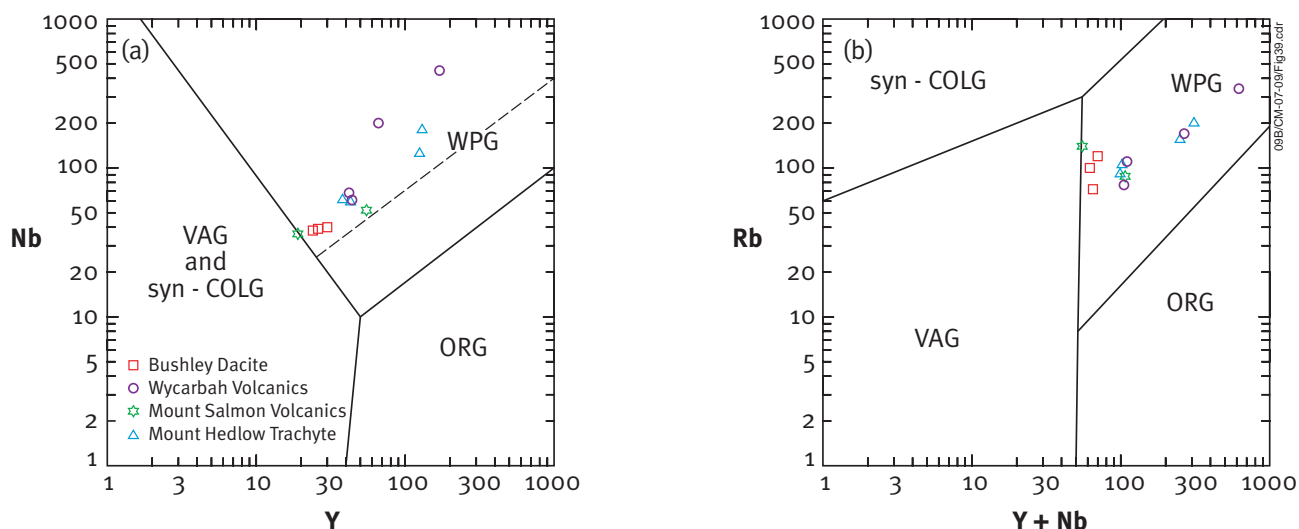 (a)
1000
500
200
100
50
20
10
5
2
1
Nb
VAG
and
syn - COLG
WPG
ORG
Bushley Dacite
Wycarbah Volcanics
Mount Salmon Volcanics
Mount Hedlow Trachyte
1 3 10 30 100 300 1000
Y
(b)
1000
500
200
100
50
20
10
5
2
1
Rb
syn - COLG
WPG
VAG
ORG
1 3 10 30 100 300 1000
Y + Nb
09B/CM-07-09/Fig39.cdr